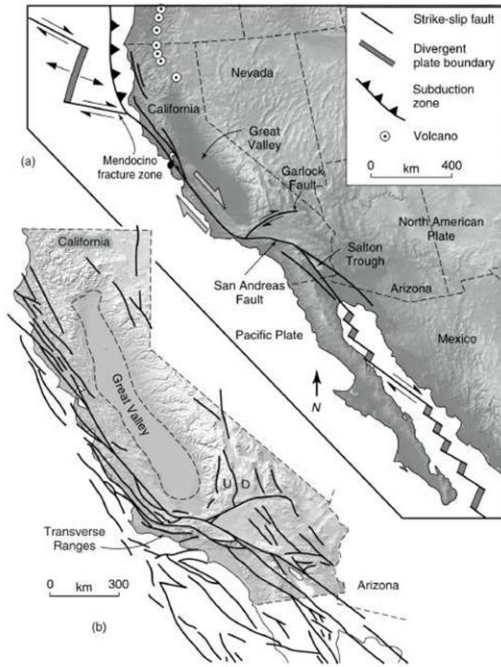 Strike-slip fault
Divergent
plate boundary
Subduction
zone
Volcano
0 400
km
Nevada
California
Great
Valley
Mendocino
fracture zone
(a)
Garlock
Fault
North American
Plate
Salton
Trough
San Andreas
Fault
Arizona
Pacific Plate
Mexico
N
California
Great Valley
U D
Transverse
Ranges
0 300
km
Arizona
(b)